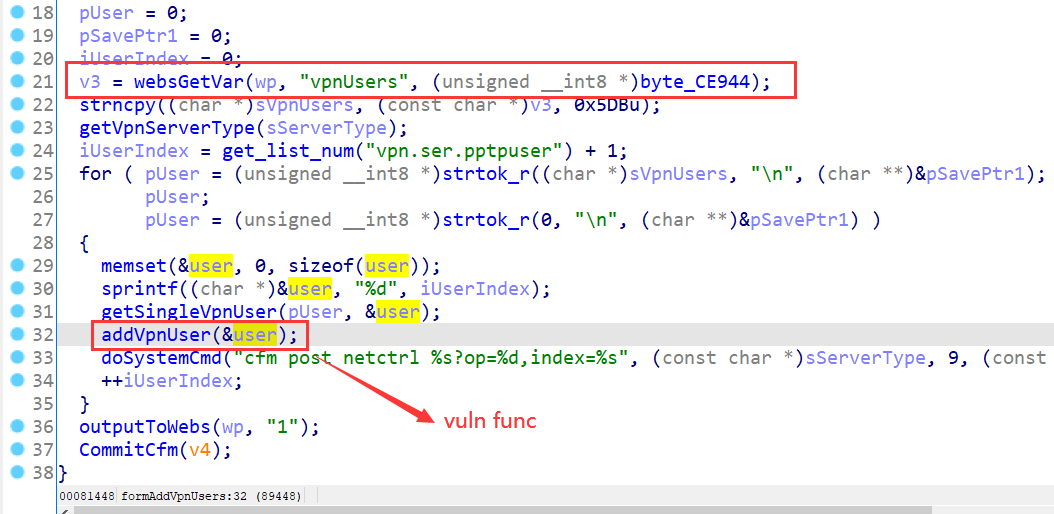 18 pUser = 0;
19 pSavePtr1 = 0;
20 iUserIndex = 0;
21 v3 = websGetVar(wp, "vpnUsers", (unsigned __int8 *)byte_CE944);
22 strncpy((char *)sVpnUsers, (const char *)v3, 0x5DBu);
23 getVpnServerType(sServerType);
24 iUserIndex = get_list_num("vpn.ser.pptpuser") + 1;
25 for ( pUser = (unsigned __int8 *)strtok_r((char *)sVpnUsers, "\n", (char **)&pSavePtr1);
26 pUser;
27 pUser = (unsigned __int8 *)strtok_r(0, "\n", (char **)&pSavePtr1) )
28 {
29 memset(&user, 0, sizeof(user));
30 sprintf((char *)&user, "%d", iUserIndex);
31 getSingleVpnUser(pUser, &user);
32 addVpnUser(&user);
33 doSystemCmd("cfm post netctrl %s?op=%d,index=%s", (const char *)sServerType, 9, (const
34 ++iUserIndex;
35 }
vuln func
36 outputToWebs(wp, "1");
37 CommitCfm(v4);
38 }
00081448 formAddVpnUsers:32 (89448)